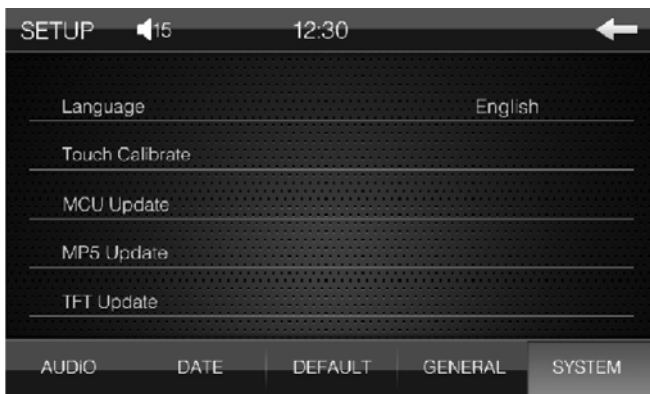 SETUP 15 12:30
Language English
Touch Calibrate
MCU Update
MP5 Update
TFT Update
AUDIO DATE DEFAULT GENERAL SYSTEM